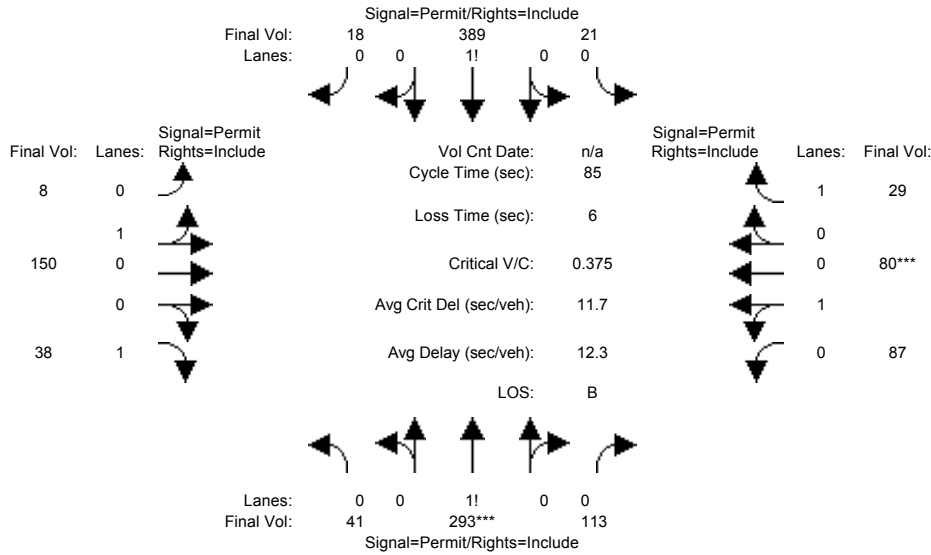 Signal=Permit/Rights=Include
Final Vol: 18 389 21
Lanes: 0 0 1! 0 0
Signal=Permit
Final Vol: Lanes: Rights=Include
Vol Cnt Date: n/a
Signal=Permit
Rights=Include Lanes: Final Vol:
Cycle Time (sec): 85
8 0
1 29
Loss Time (sec): 6
1
0
150 0
Critical V/C: 0.375
0 80***
0
Avg Crit Del (sec/veh): 11.7
1
38 1
Avg Delay (sec/veh): 12.3
0 87
LOS: B
Lanes: 0 0 1! 0 0
Final Vol: 41 293*** 113
Signal=Permit/Rights=Include